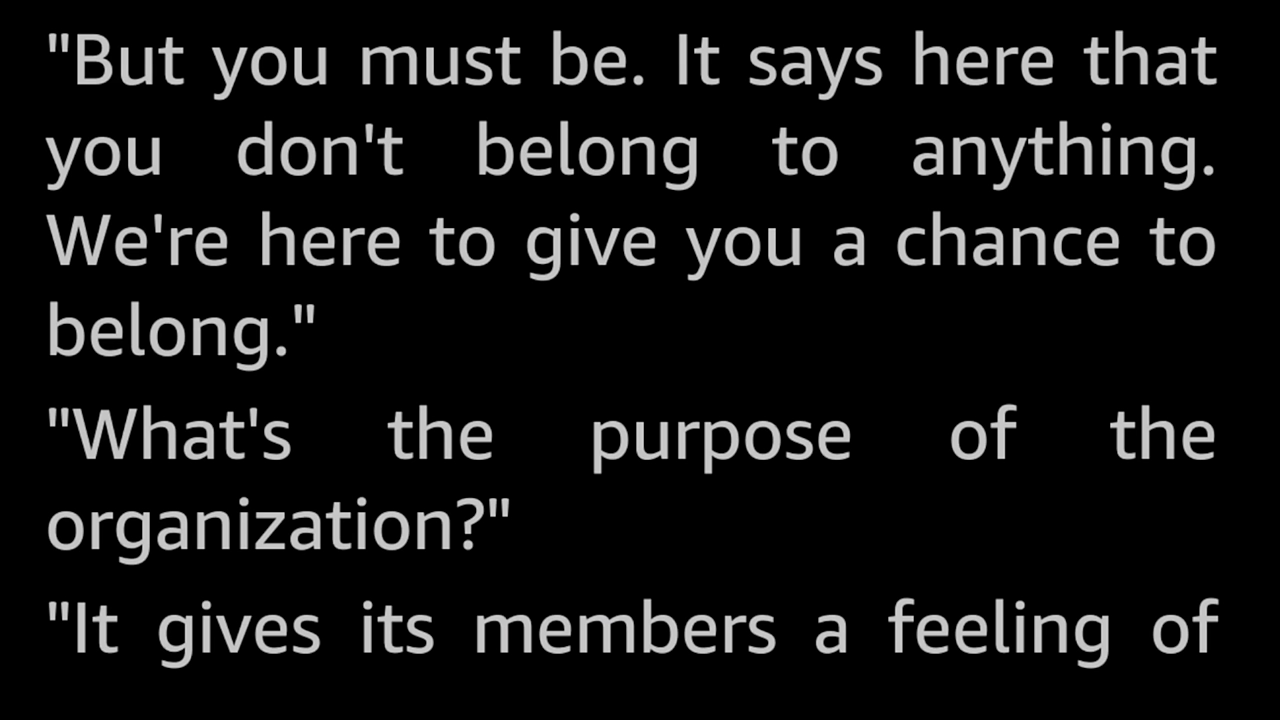 "But you must be. It says here that
you don't belong to anything.
We're here to give you a chance to
belong."
"What's the purpose of the
organization?"
"It gives its members a feeling of